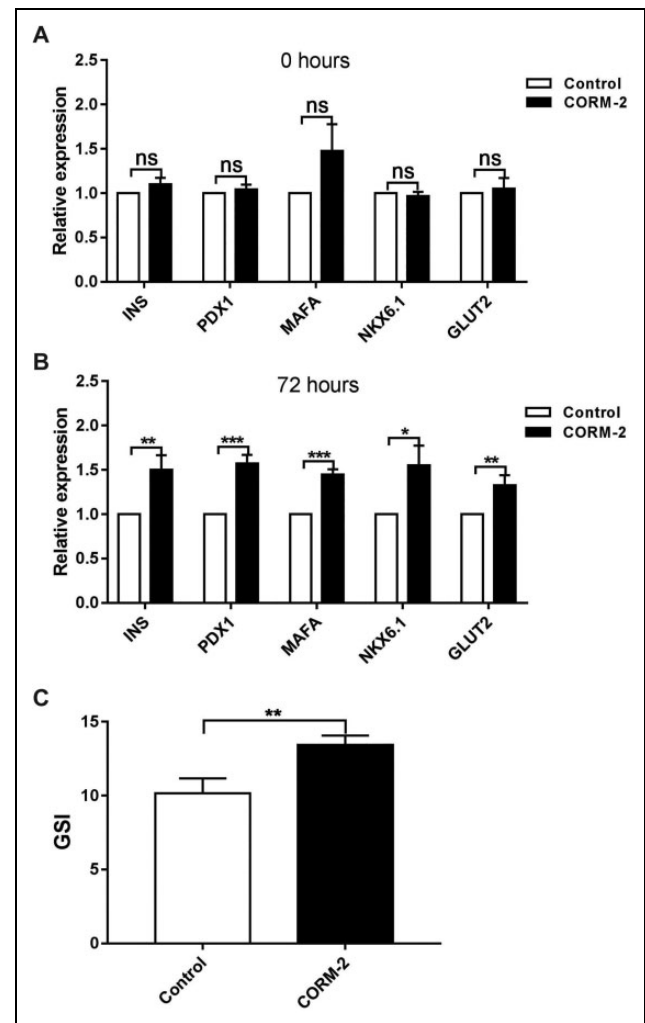 A
0 hours
Control
CORM-2
Relative expression
2.5
2.0
1.5
1.0
0.5
0.0
ns
ns
ns
ns
ns
INS
PDX1
MAFA
NKX6.1
GLUT2
B
72 hours
Control
CORM-2
Relative expression
2.5
2.0
1.5
1.0
0.5
0.0
**
***
***
*
**
INS
PDX1
MAFA
NKX6.1
GLUT2
C
GSI
15
10
5
0
**
Control
CORM-2